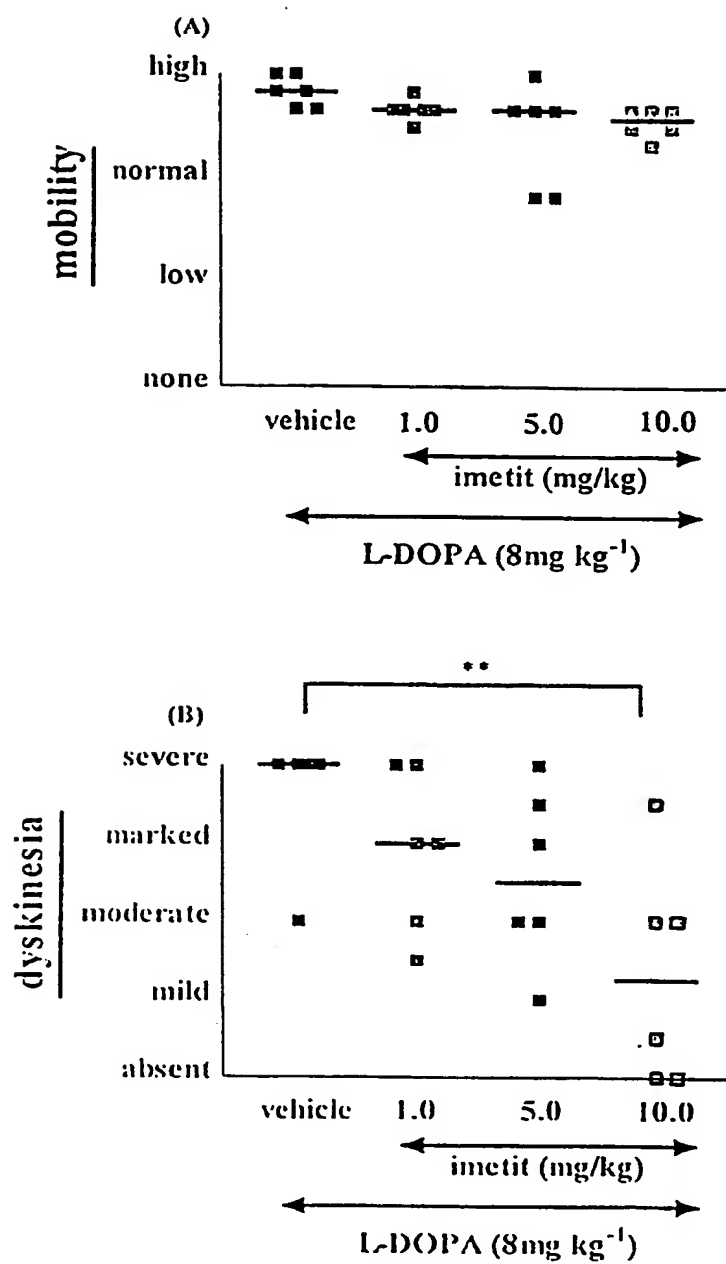 (A)
high
normal
low
none
mobility
vehicle 1.0 5.0 10.0
imetit (mg/kg)
L-DOPA (8mg kg⁻¹)
**
(B)
severe
marked
moderate
mild
absent
dyskinesia
vehicle 1.0 5.0 10.0
imetit (mg/kg)
L-DOPA (8mg kg⁻¹)